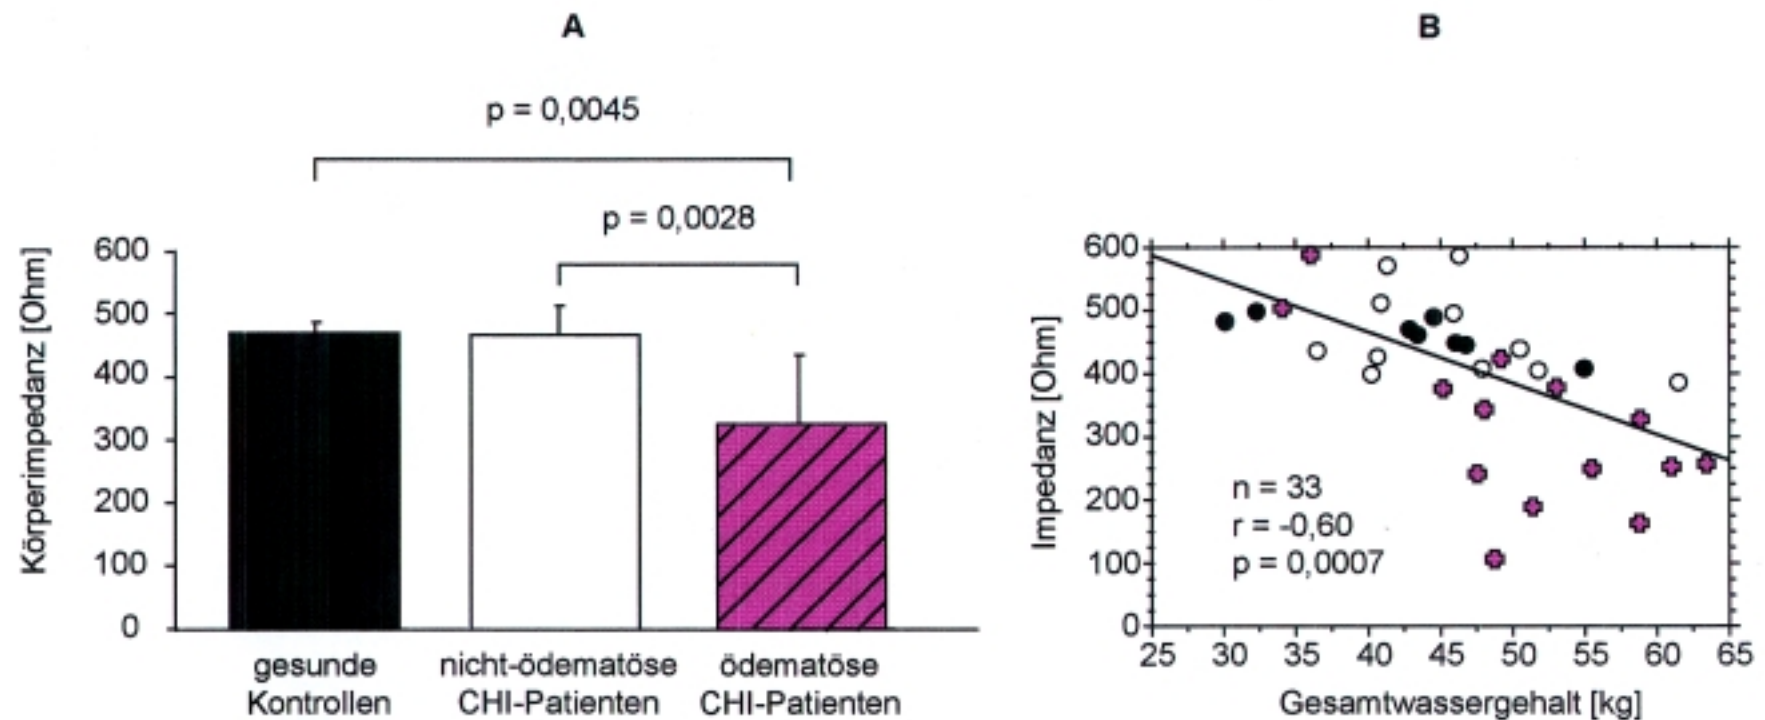 A
p = 0,0045
p = 0,0028
Körperimpedanz [Ohm]
600
500
400
300
200
100
0
gesunde
Kontrollen
nicht-ödematöse
CHI-Patienten
ödematöse
CHI-Patienten
B
Impedanz [Ohm]
600
500
400
300
200
100
0
n = 33
r = -0,60
p = 0,0007
25 30 35 40 45 50 55 60 65
Gesamtwassergehalt [kg]